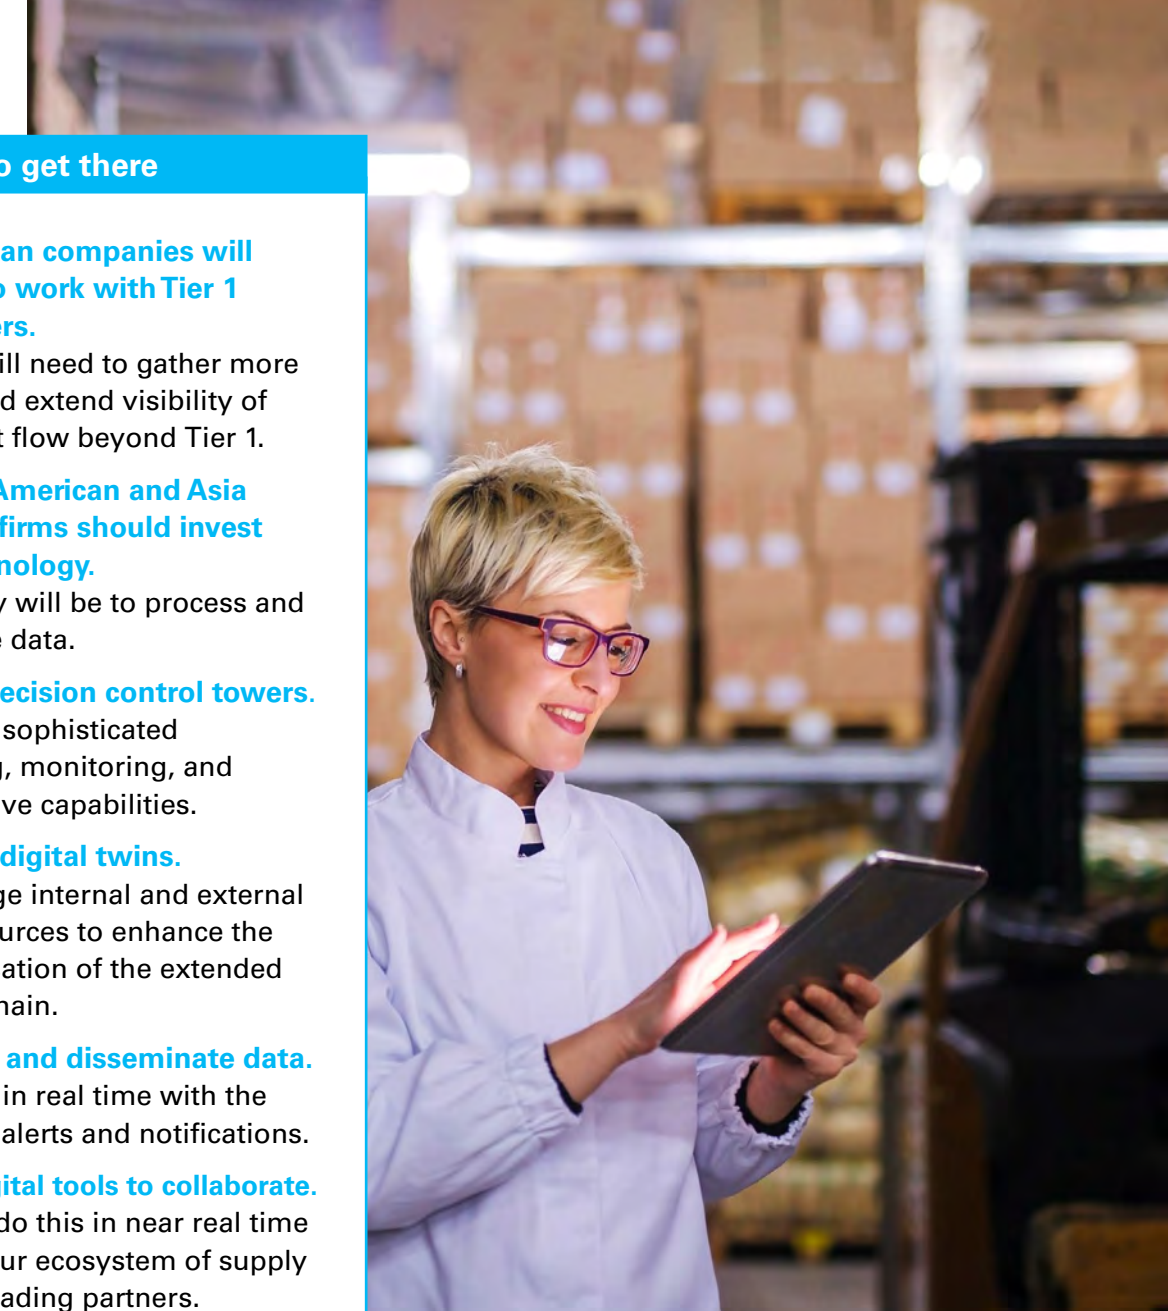 o get there
an companies will
o work with Tier 1
ers.
ill need to gather more
d extend visibility of
t flow beyond Tier 1.
American and Asia
firms should invest
nology.
y will be to process and
e data.
ecision control towers.
sophisticated
g, monitoring, and
ive capabilities.
digital twins.
ge internal and external
urces to enhance the
ation of the extended
hain.
and disseminate data.
in real time with the
alerts and notifications.
gital tools to collaborate.
do this in near real time
ur ecosystem of supply
ading partners.